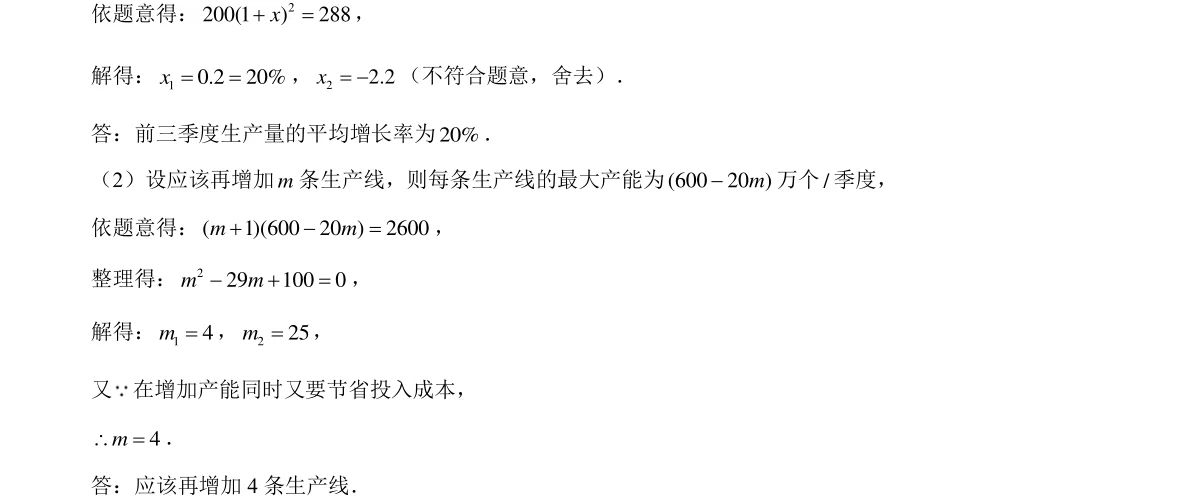 依题意得：200(1+x)²=288，
解得：x₁=0.2=20%，x₂=−2.2（不符合题意，舍去）．
答：前三季度生产量的平均增长率为20%．
（2）设应该再增加m条生产线，则每条生产线的最大产能为(600−20m)万个/季度，
依题意得：(m+1)(600−20m)=2600，
整理得：m²−29m+100=0，
解得：m₁=4，m₂=25，
又∵在增加产能同时又要节省投入成本，
∴m=4．
答：应该再增加4条生产线．